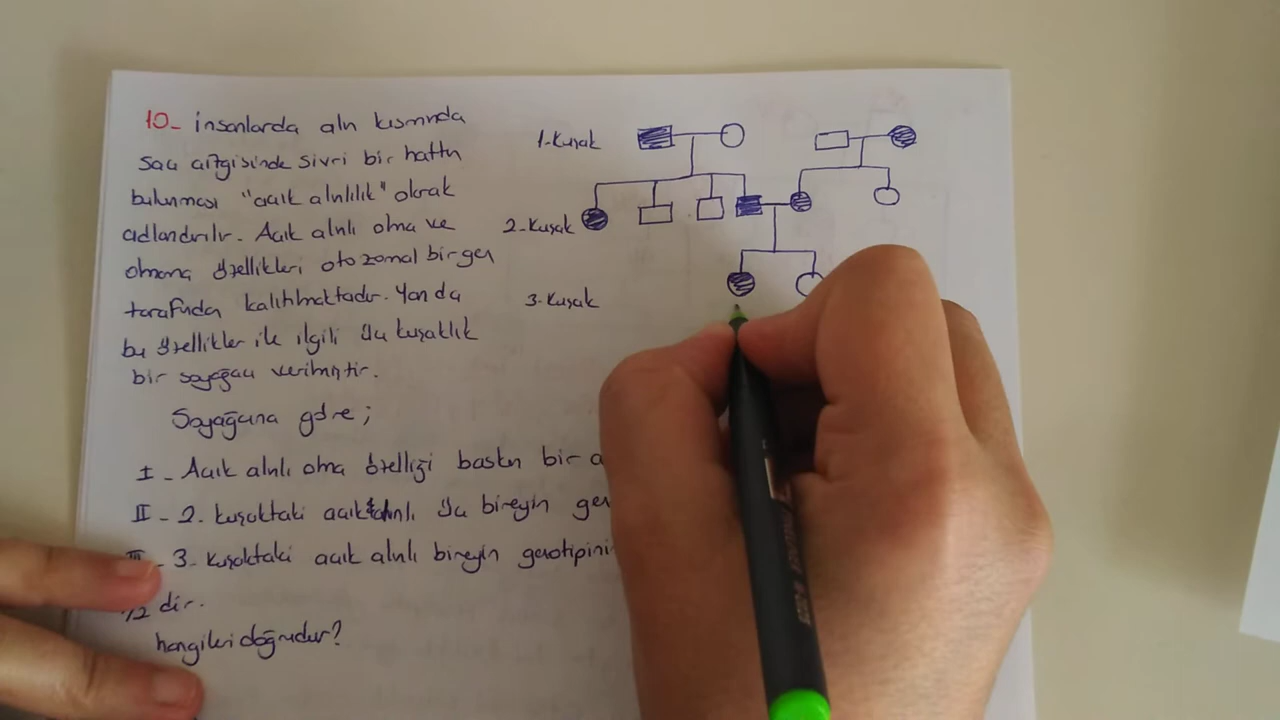 10- İnsanlarda alın kısmında
saç çizgisinde sivri bir hattın
bulunması "açık alınlılık" olarak
adlandırılır. Açık alınlı olma ve
olmama özellikleri otozomal bir gen
tarafında kalıtılmaktadır. Yanda
bu özellikler ile ilgili üç kuşaklık
bir soyağacı verilmiştir.
Soyağacına göre;
I - Açık alınlı olma özelliği baskın bir
II - 2. kuşaktaki açık alınlı üç bireyin
III - 3. kuşaktaki açık alınlı bireyin genotipinin
1/2 dir.
hangileri doğrudur?
1-Kuşak
2-Kuşak
3-Kuşak